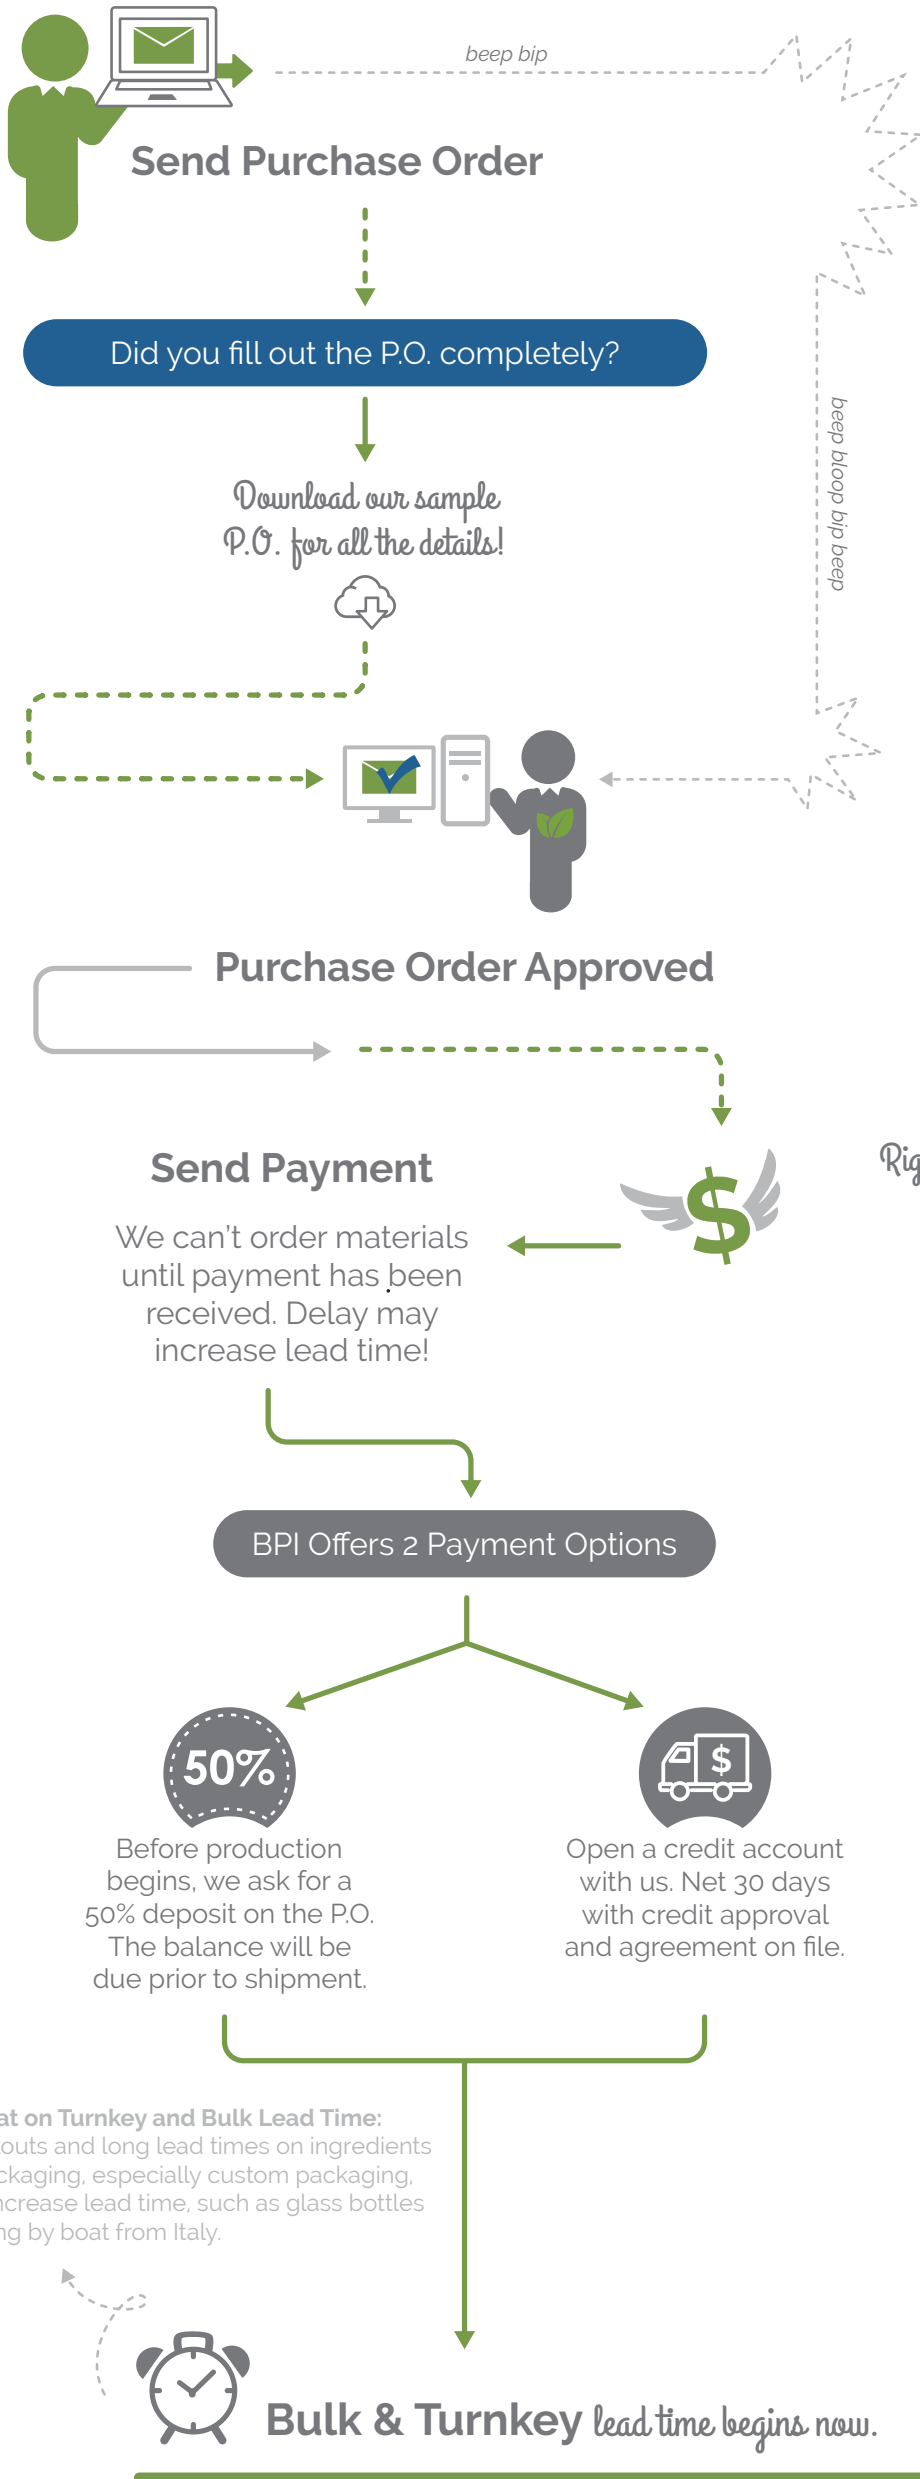 beep bip
Send Purchase Order
Did you fill out the P.O. completely?
beep bloop bip beep
Download our sample
P.O. for all the details!
Purchase Order Approved
Send Payment
We can't order materials
until payment has been
received. Delay may
increase lead time!
$
Rig
BPI Offers 2 Payment Options
50%
Before production
begins, we ask for a
50% deposit on the P.O.
The balance will be
due prior to shipment.
$
Open a credit account
with us. Net 30 days
with credit approval
and agreement on file.
at on Turnkey and Bulk Lead Time:
outs and long lead times on ingredients
ckaging, especially custom packaging,
ncrease lead time, such as glass bottles
ng by boat from Italy.
Bulk & Turnkey lead time begins now.